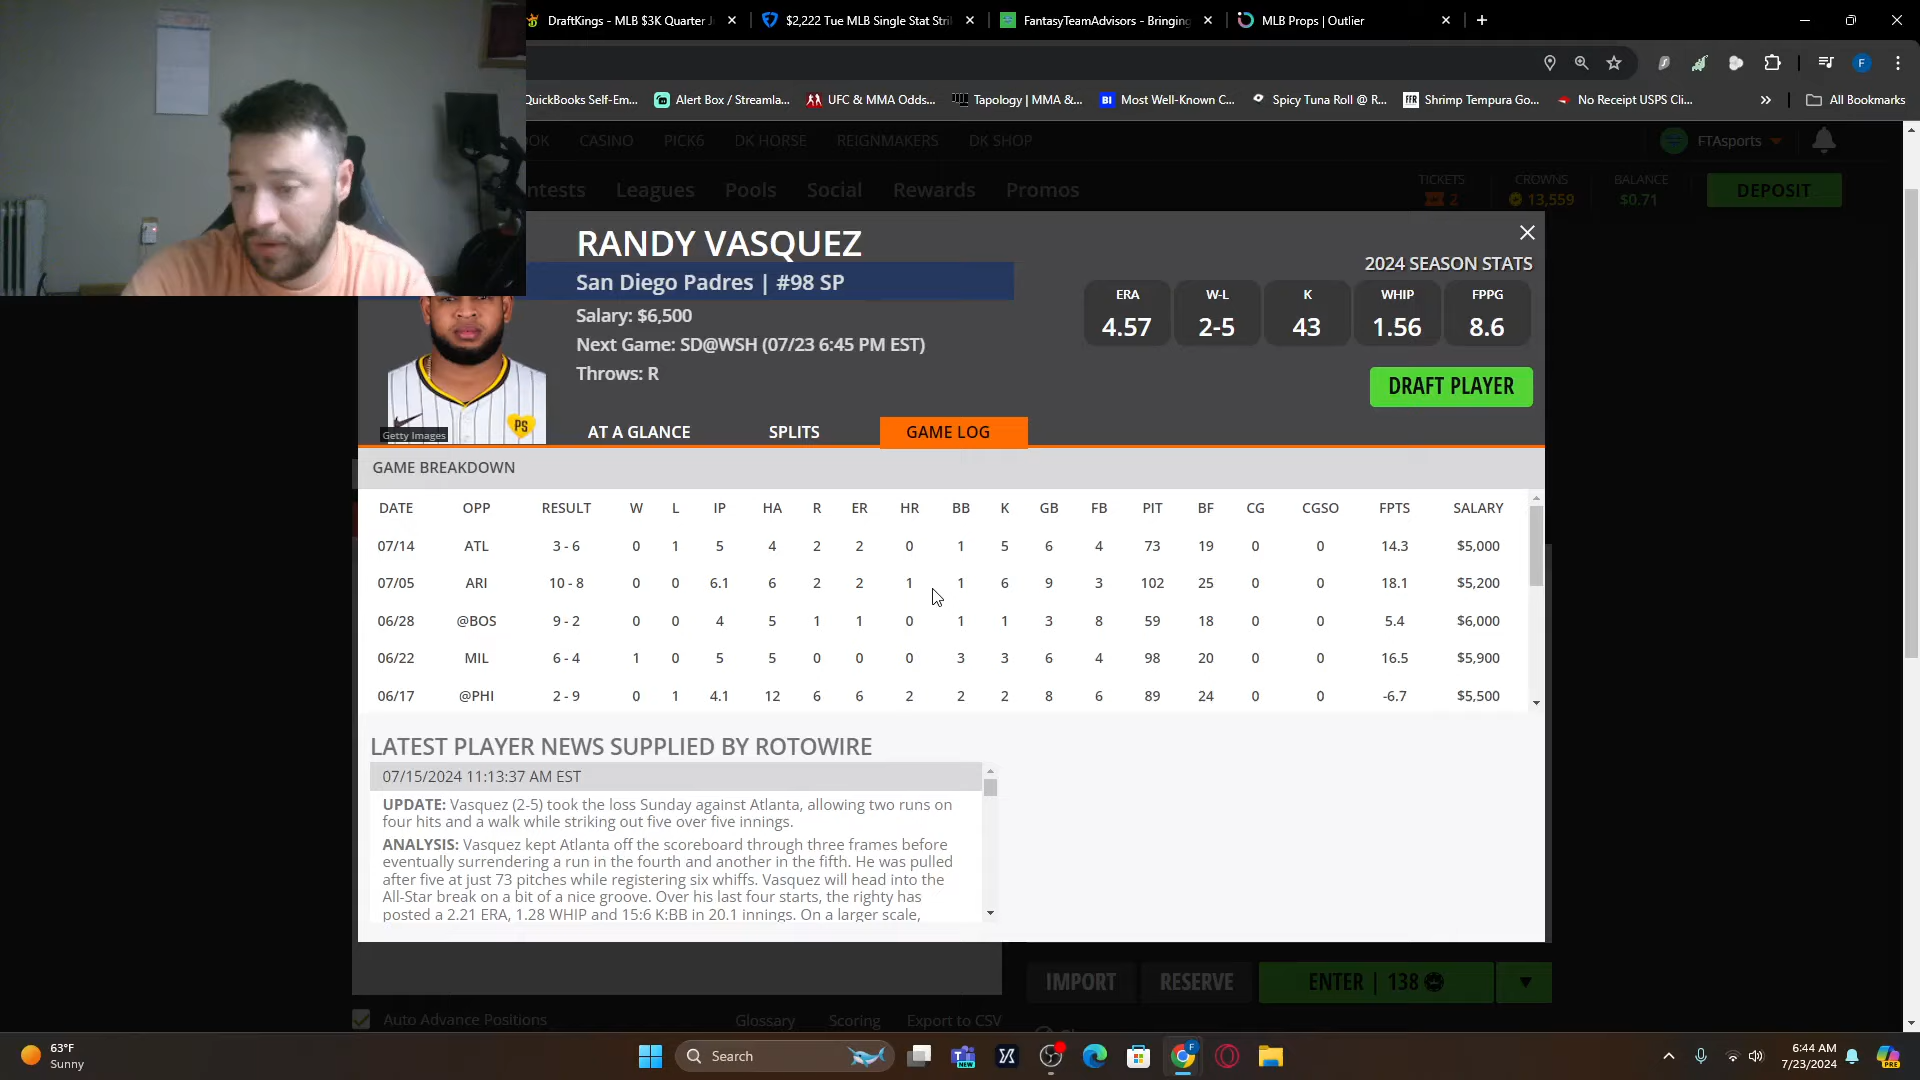 DraftKings - MLB $3K Quarter J
$2,222 Tue MLB Single Stat Stri
FantasyTeamAdvisors - Bringing
MLB Props | Outlier
QuickBooks Self-Em...
Alert Box / Streamla...
UFC & MMA Odds...
Tapology | MMA &...
BI Most Well-Known C...
Spicy Tuna Roll @ R...
FFR Shrimp Tempura Go...
No Receipt USPS Cli...
All Bookmarks
OK CASINO PICK6 DK HORSE REIGNMAKERS DK SHOP
FTAsports
ntests Leagues Pools Social Rewards Promos
TICKETS CROWNS BALANCE
2 13,559 $0.71
DEPOSIT
RANDY VASQUEZ
San Diego Padres | #98 SP
Salary: $6,500
Next Game: SD@WSH (07/23 6:45 PM EST)
Throws: R
2024 SEASON STATS
ERA W-L K WHIP FPPG
4.57 2-5 43 1.56 8.6
DRAFT PLAYER
PS
Getty Images
AT A GLANCE SPLITS GAME LOG
GAME BREAKDOWN
DATE OPP RESULT W L IP HA R ER HR BB K GB FB PIT BF CG CGSO FPTS SALARY
07/14 ATL 3 - 6 0 1 5 4 2 2 0 1 5 6 4 73 19 0 0 14.3 $5,000
07/05 ARI 10 - 8 0 0 6.1 6 2 2 1 1 6 9 3 102 25 0 0 18.1 $5,200
06/28 @BOS 9 - 2 0 0 4 5 1 1 0 1 1 3 8 59 18 0 0 5.4 $6,000
06/22 MIL 6 - 4 1 0 5 5 0 0 0 3 3 6 4 98 20 0 0 16.5 $5,900
06/17 @PHI 2 - 9 0 1 4.1 12 6 6 2 2 2 8 6 89 24 0 0 -6.7 $5,500
LATEST PLAYER NEWS SUPPLIED BY ROTOWIRE
07/15/2024 11:13:37 AM EST
UPDATE: Vasquez (2-5) took the loss Sunday against Atlanta, allowing two runs on
four hits and a walk while striking out five over five innings.
ANALYSIS: Vasquez kept Atlanta off the scoreboard through three frames before
eventually surrendering a run in the fourth and another in the fifth. He was pulled
after five at just 73 pitches while registering six whiffs. Vasquez will head into the
All-Star break on a bit of a nice groove. Over his last four starts, the righty has
posted a 2.21 ERA, 1.28 WHIP and 15:6 K:BB in 20.1 innings. On a larger scale,
IMPORT RESERVE ENTER | 138
Auto Advance Positions Glossary Scoring Export to CSV
63°F
Sunny
Search
NEW
6:44 AM
7/23/2024
PRE